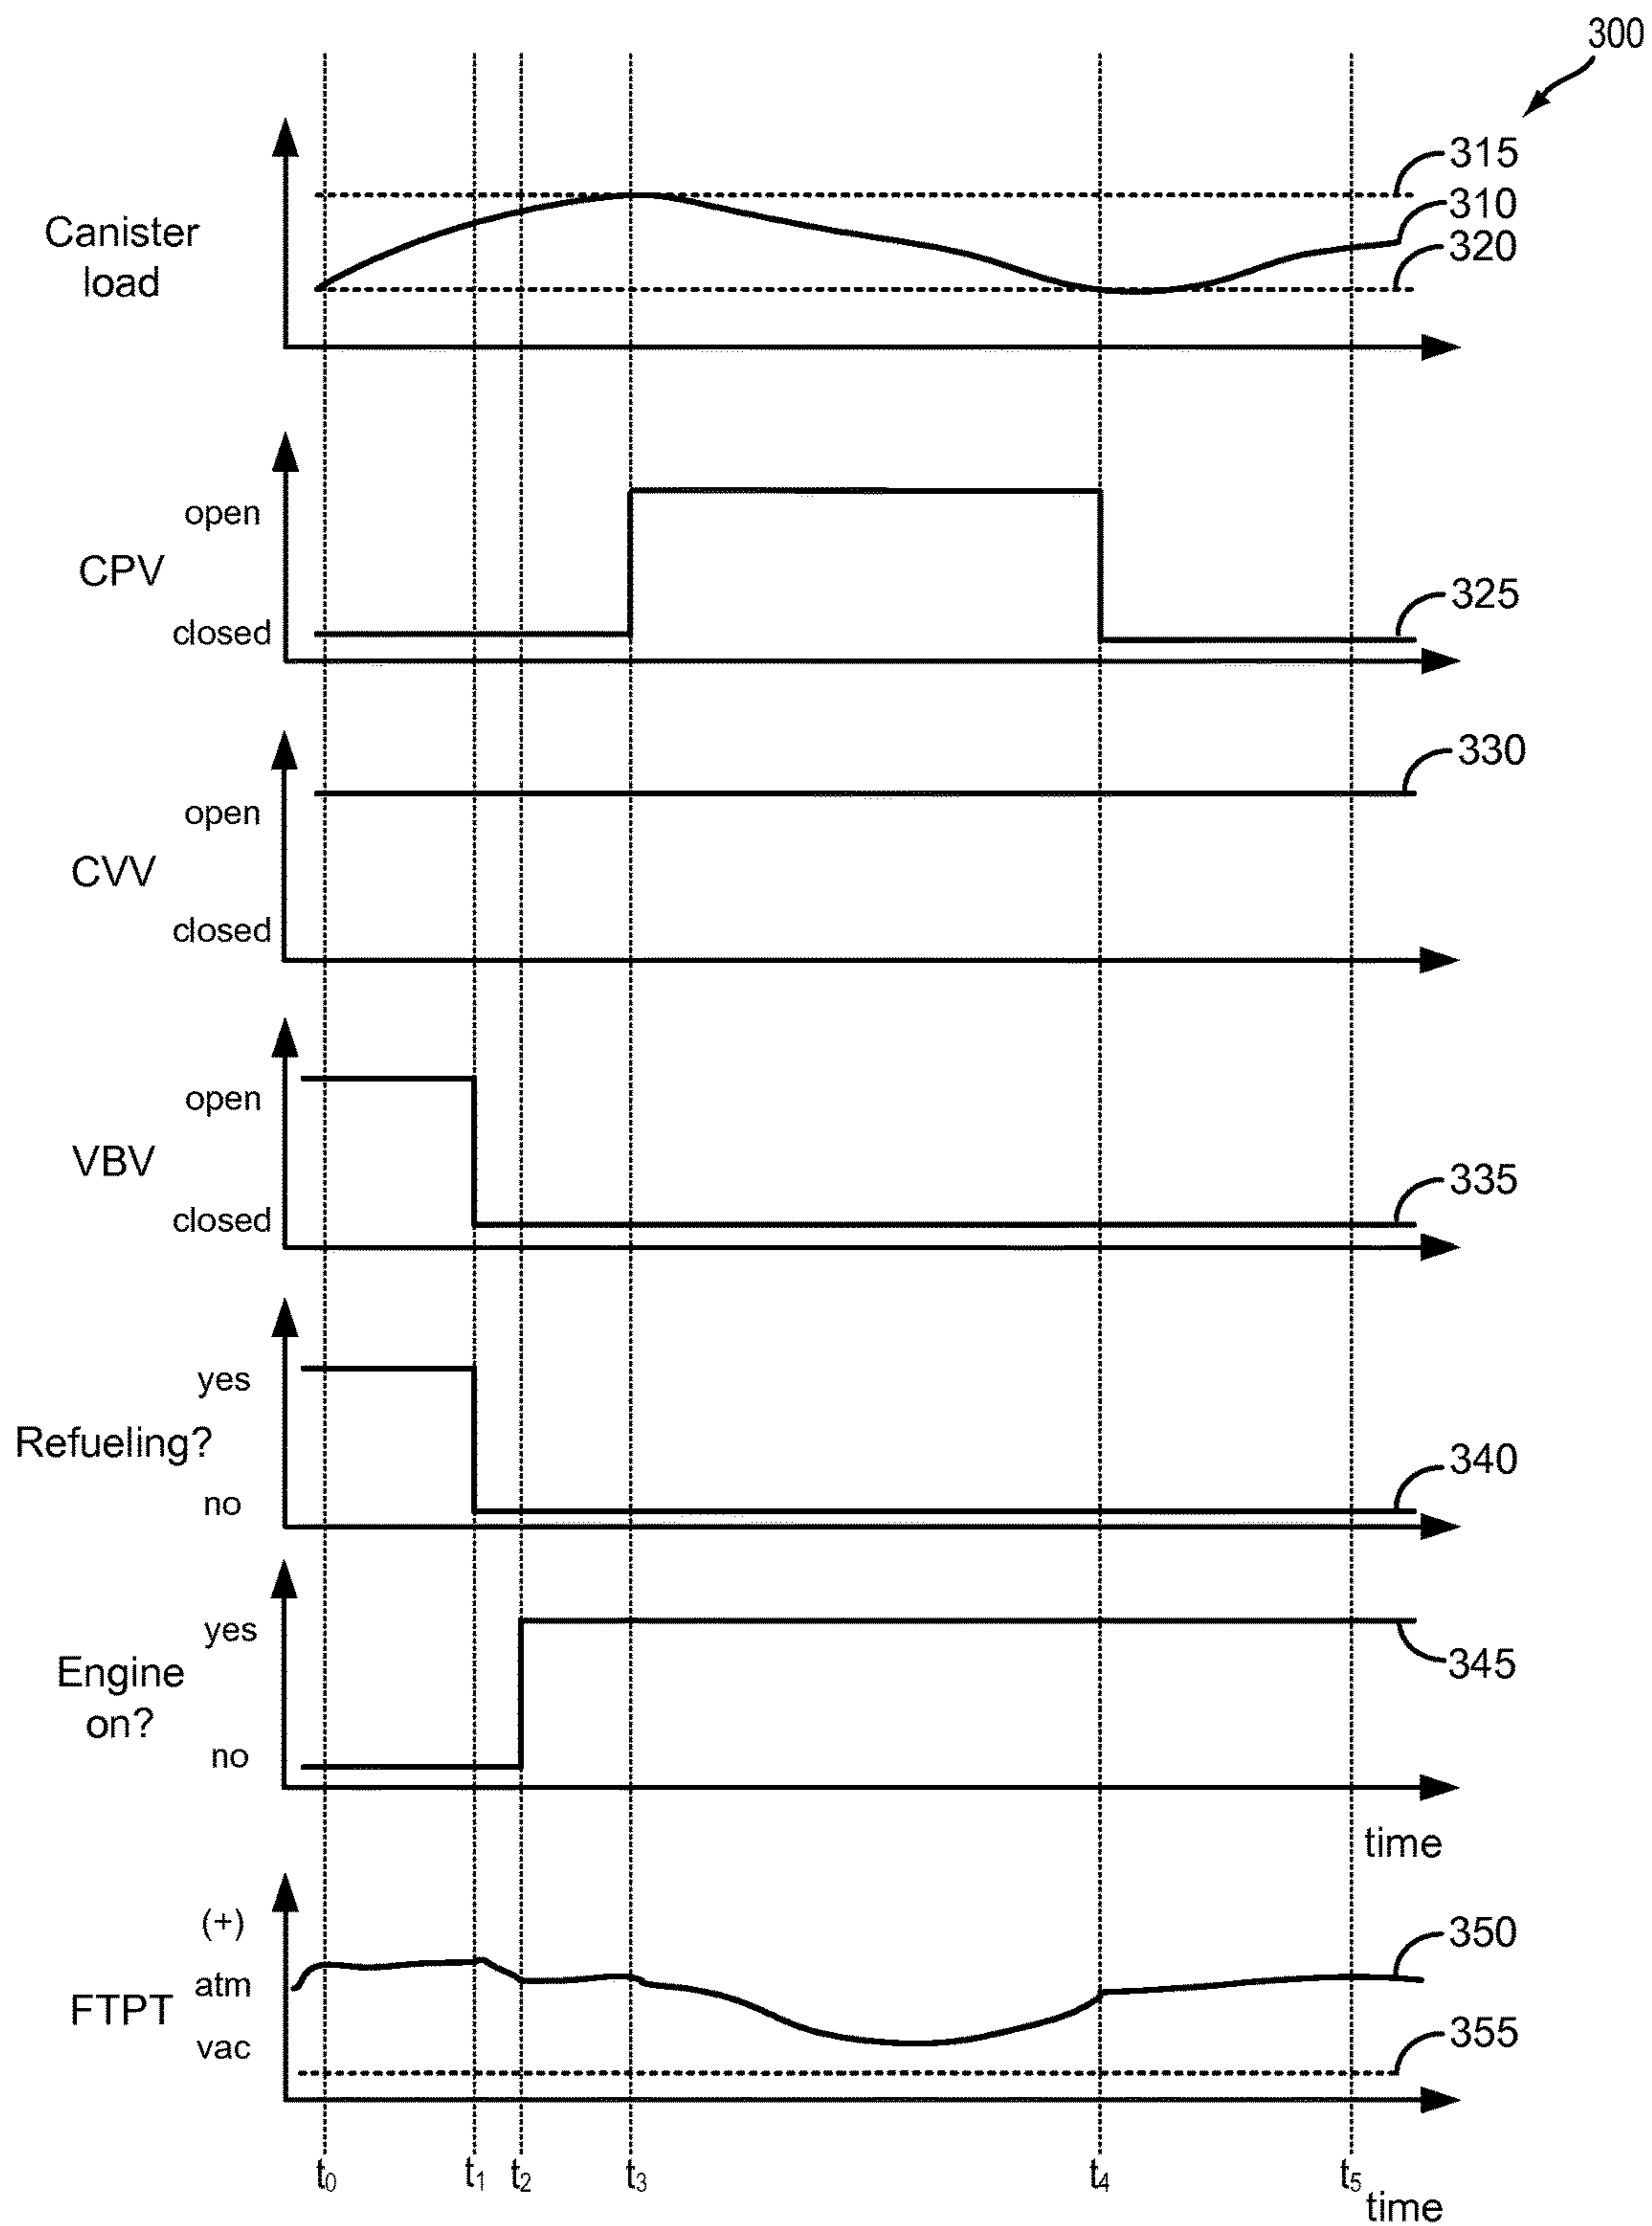 300
315
310
320
Canister
load
open
CPV
closed
325
330
open
CVV
closed
open
VBV
closed
335
yes
Refueling?
no
340
yes
Engine
on?
no
345
time
(+)
atm
FTPT
vac
350
355
t0 t1 t2 t3 t4 t5
time